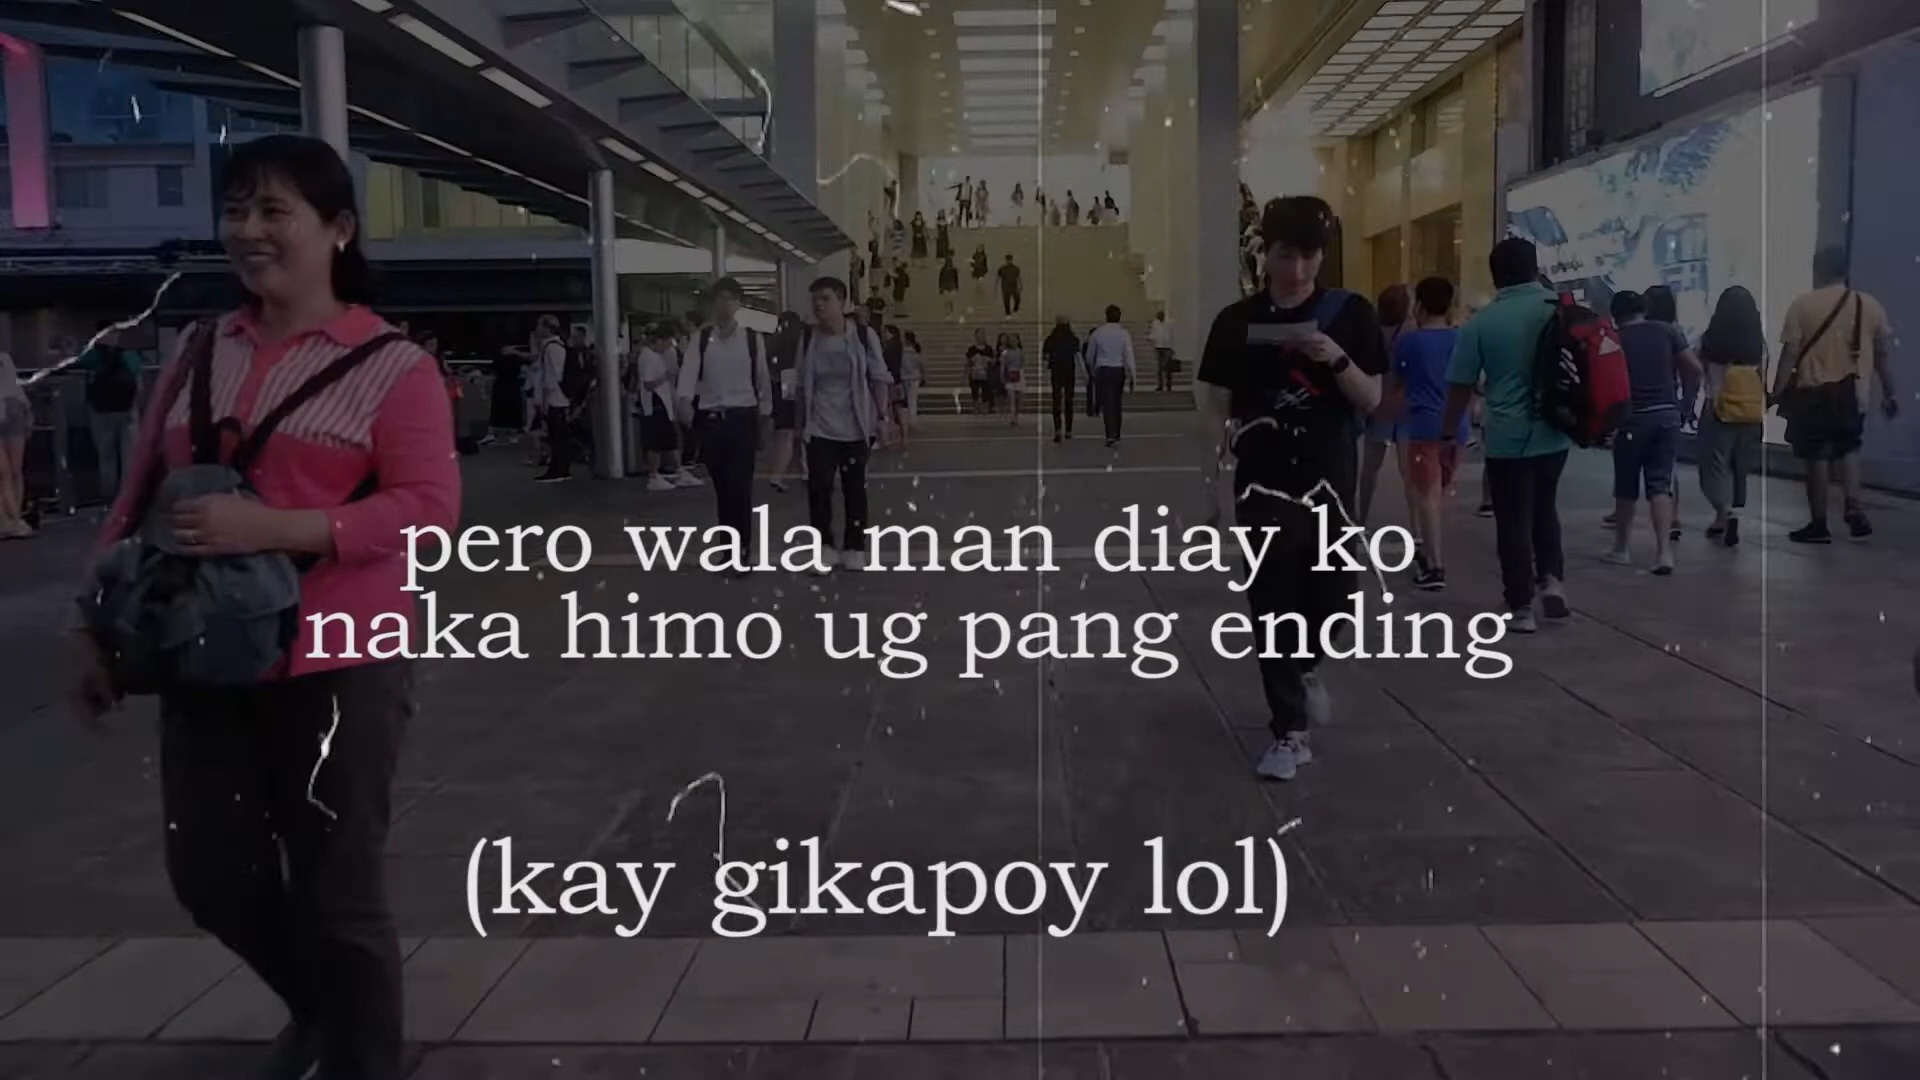 pero wala man diay ko
naka himo ug pang ending
(kay gikapoy lol)